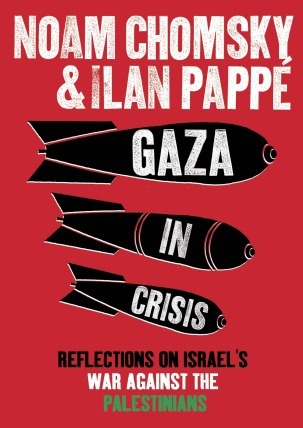 NOAM CHOMSKY
& ILAN PAPPÉ
GAZA
IN
CRISIS
REFLECTIONS ON ISRAEL'S
WAR AGAINST THE
PALESTINIANS